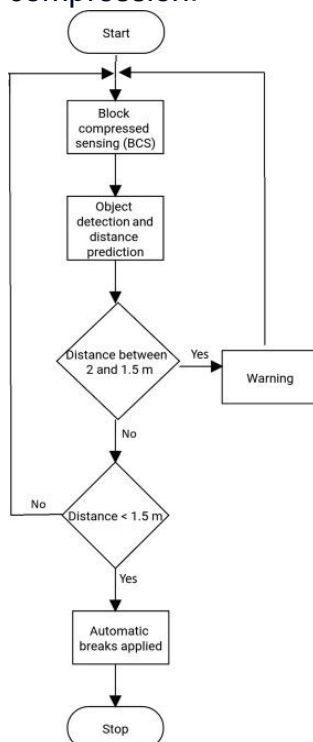 compression.
Start
Block
compressed
sensing (BCS)
Object
detection and
distance
prediction
Distance between
2 and 1.5 m
Yes
Warning
No
No
Distance < 1.5 m
Yes
Automatic
breaks applied
Stop